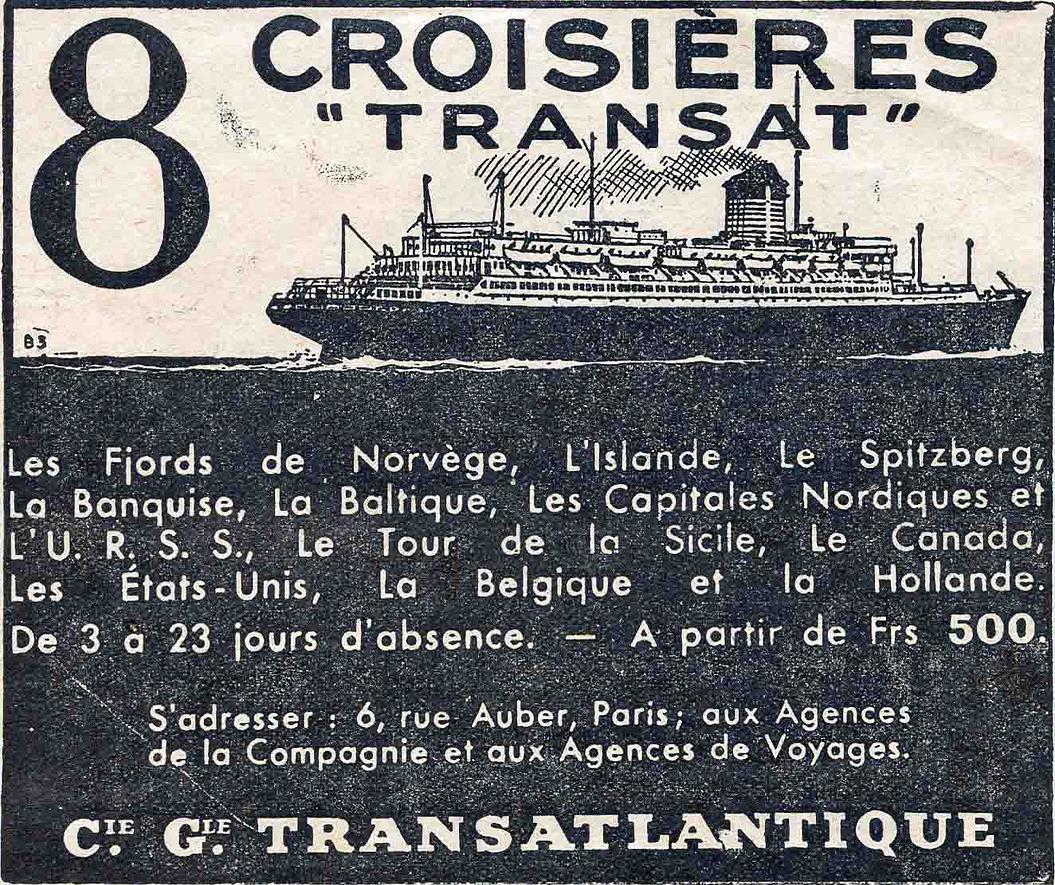 8 CROISIÈRES
"TRANSAT"
B3
Les Fjords de Norvège, L'Islande, Le Spitzberg,
La Banquise, La Baltique, Les Capitales Nordiques et
L'U. R. S. S., Le Tour de la Sicile, Le Canada,
Les États-Unis, La Belgique et la Hollande.
De 3 à 23 jours d'absence. — A partir de Frs 500.
S'adresser : 6, rue Auber, Paris; aux Agences
de la Compagnie et aux Agences de Voyages.
CIE. GLE. TRANSATLANTIQUE